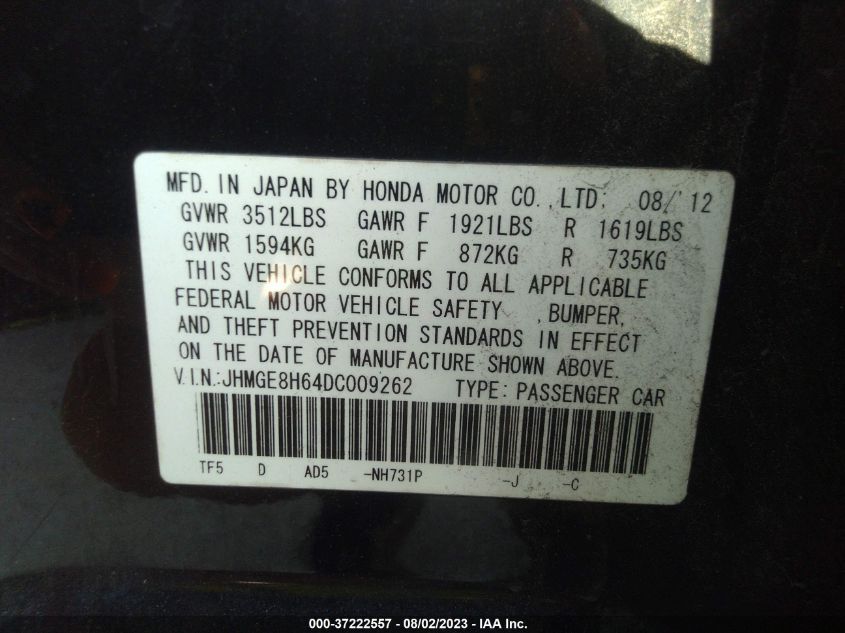 MFD. IN JAPAN BY HONDA MOTOR CO., LTD. 08/'12
GVWR 3512LBS GAWR F 1921LBS R 1619LBS
GVWR 1594KG GAWR F 872KG R 735KG
THIS VEHICLE CONFORMS TO ALL APPLICABLE
FEDERAL MOTOR VEHICLE SAFETY , BUMPER,
AND THEFT PREVENTION STANDARDS IN EFFECT
ON THE DATE OF MANUFACTURE SHOWN ABOVE.
V.I.N.:JHMGE8H64DC009262 TYPE: PASSENGER CAR
TF5 D AD5 -NH731P -J -C
000-37222557 - 08/02/2023 - IAA Inc.